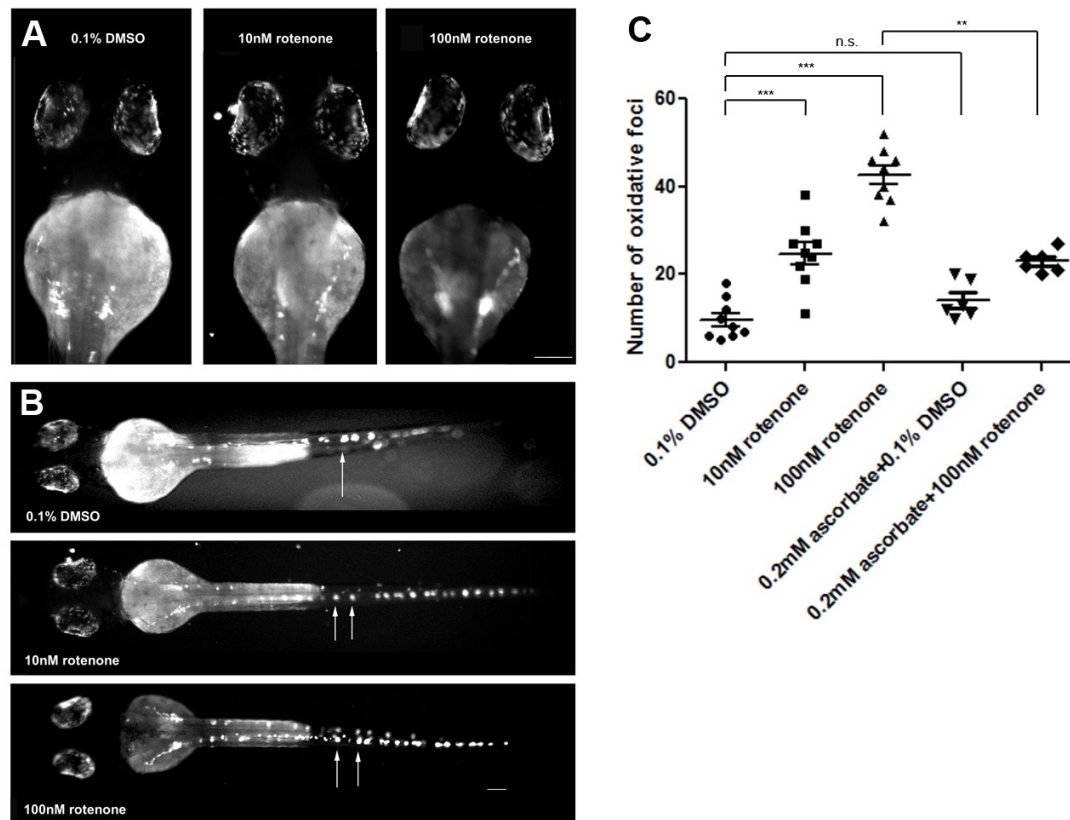 A
0.1% DMSO
10nM rotenone
100nM rotenone
B
0.1% DMSO
10nM rotenone
100nM rotenone
C
**
n.s.
***
***
60
40
20
0
Number of oxidative foci
0.1% DMSO
10nM rotenone
100nM rotenone
0.2mM ascorbate+0.1% DMSO
0.2mM ascorbate+100nM rotenone